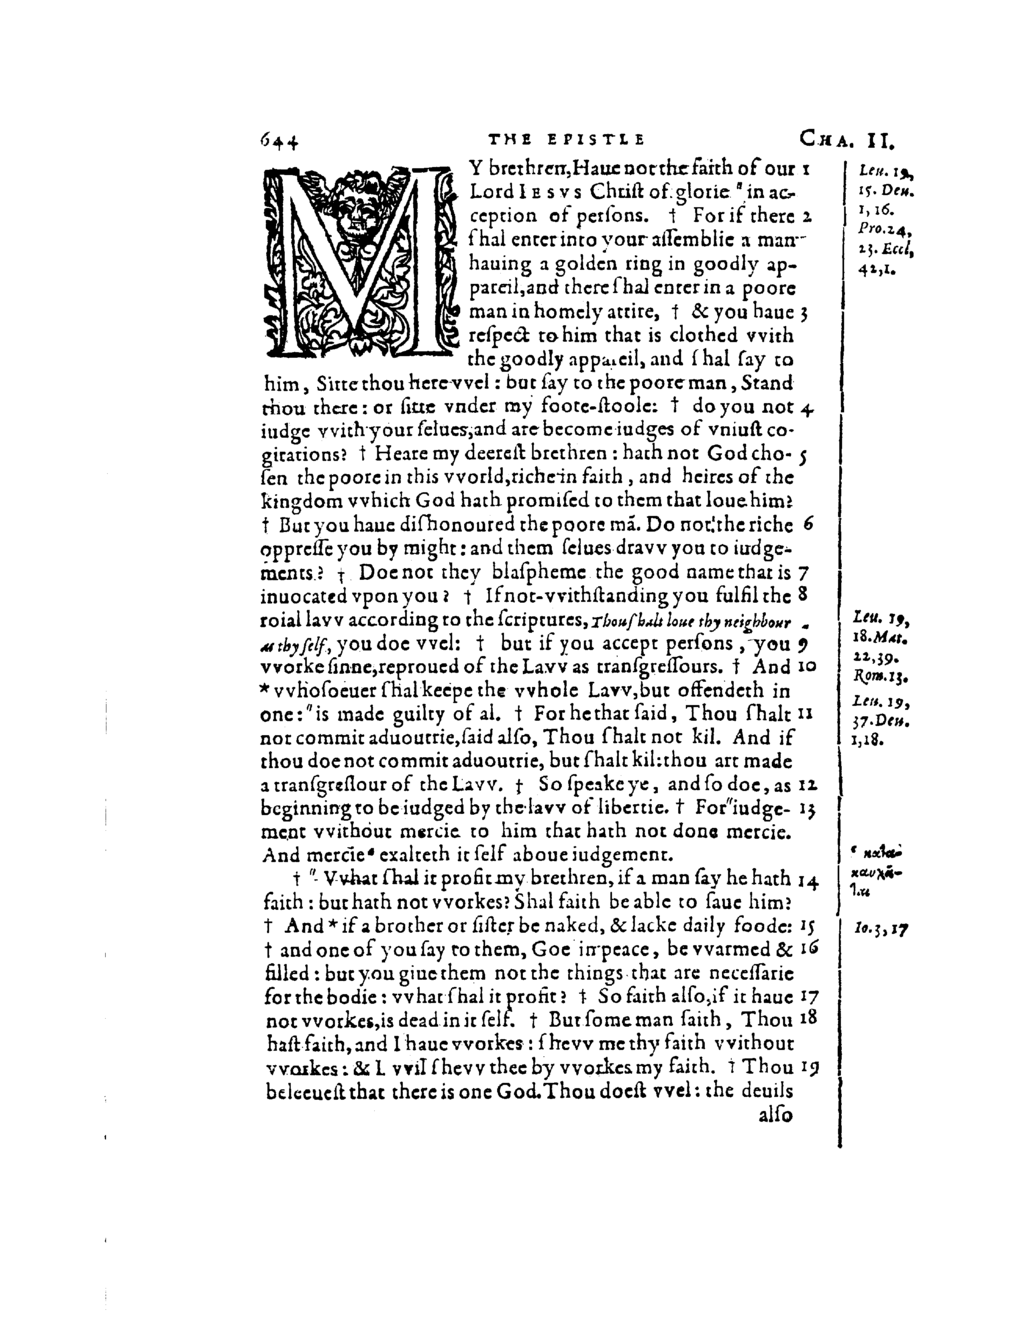 644 THE EPISTLE CHA. II.
MY brethren, Haue not the faith of our 1
Lord IESVS Chriſt of glorie "in ac-
ception of perſons. † For if there 2
ſhal enter into your aſſemblie a man
hauing a golden ring in goodly ap-
pareil, and there ſhal enter in a poore
man in homely attire, † & you haue 3
reſpect to him that is clothed vvith
the goodly appareil, and ſhal ſay to
him, Sitte thou here vvel: but ſay to the poore man, Stand
thou there: or ſitte vnder my foote-ſtoole: † do you not 4
iudge vvith your ſelues, and are become iudges of vniuſt co-
gitations? † Heare my deereſt brethren: hath not God cho- 5
ſen the poore in this vvorld, riche in faith, and heires of the
kingdom vvhich God hath promiſed to them that loue him?
† But you haue diſhonoured the poore mã. Do not the riche 6
oppreſſe you by might: and them ſelues dravv you to iudge-
ments? † Doe not they blaſpheme the good name that is 7
inuocated vpon you? † If not-vvithſtanding you fulfil the 8
roial lavv according to the ſcriptures, Thou ſhalt loue thy neighbour
as thy ſelf, you doe vvel: † but if you accept perſons, you 9
vvorke ſinne, reproued of the Lavv as tranſgreſſours. † And 10
* vvhoſoeuer ſhal keepe the vvhole Lavv, but offendeth in
one: "is made guilty of al. † For he that ſaid, Thou ſhalt 11
not commit aduoutrie, ſaid alſo, Thou ſhalt not kil. And if
thou doe not commit aduoutrie, but ſhalt kil: thou art made
a tranſgreſſour of the Lavv. † So ſpeake ye, and ſo doe, as 12
beginning to be iudged by the lavv of libertie. † For "iudge- 13
ment vvithout mercie to him that hath not done mercie.
And mercie ͨ exalteth it ſelf aboue iudgement.
† " VVhat ſhal it profit my brethren, if a man ſay he hath 14
faith: but hath not vvorkes? Shal faith be able to ſaue him?
† And * if a brother or ſiſter be naked, & lacke daily foode: 15
† and one of you ſay to them, Goe in peace, be vvarmed & 16
filled: but you giue them not the things that are neceſſarie
for the bodie: vvhat ſhal it profit? † So faith alſo, if it haue 17
not vvorkes, is dead in it ſelf. † But ſome man ſaith, Thou 18
haſt faith, and I haue vvorkes: ſhevv me thy faith vvithout
vvorkes: & I vvil ſhevv thee by vvorkes my faith. † Thou 19
beleeueſt that there is one God. Thou doeſt vvel: the deuils
alſo
Leu. 19,
15. Deu.
1, 16.
Pro. 24,
23. Eccl,
42, 1.
Leu. 19,
18. Mat.
22, 39.
Rom. 13.
Leu. 19,
37. Deu.
1, 18.
ͨ κατα-
καυχᾶ-
ται
Io. 3, 17